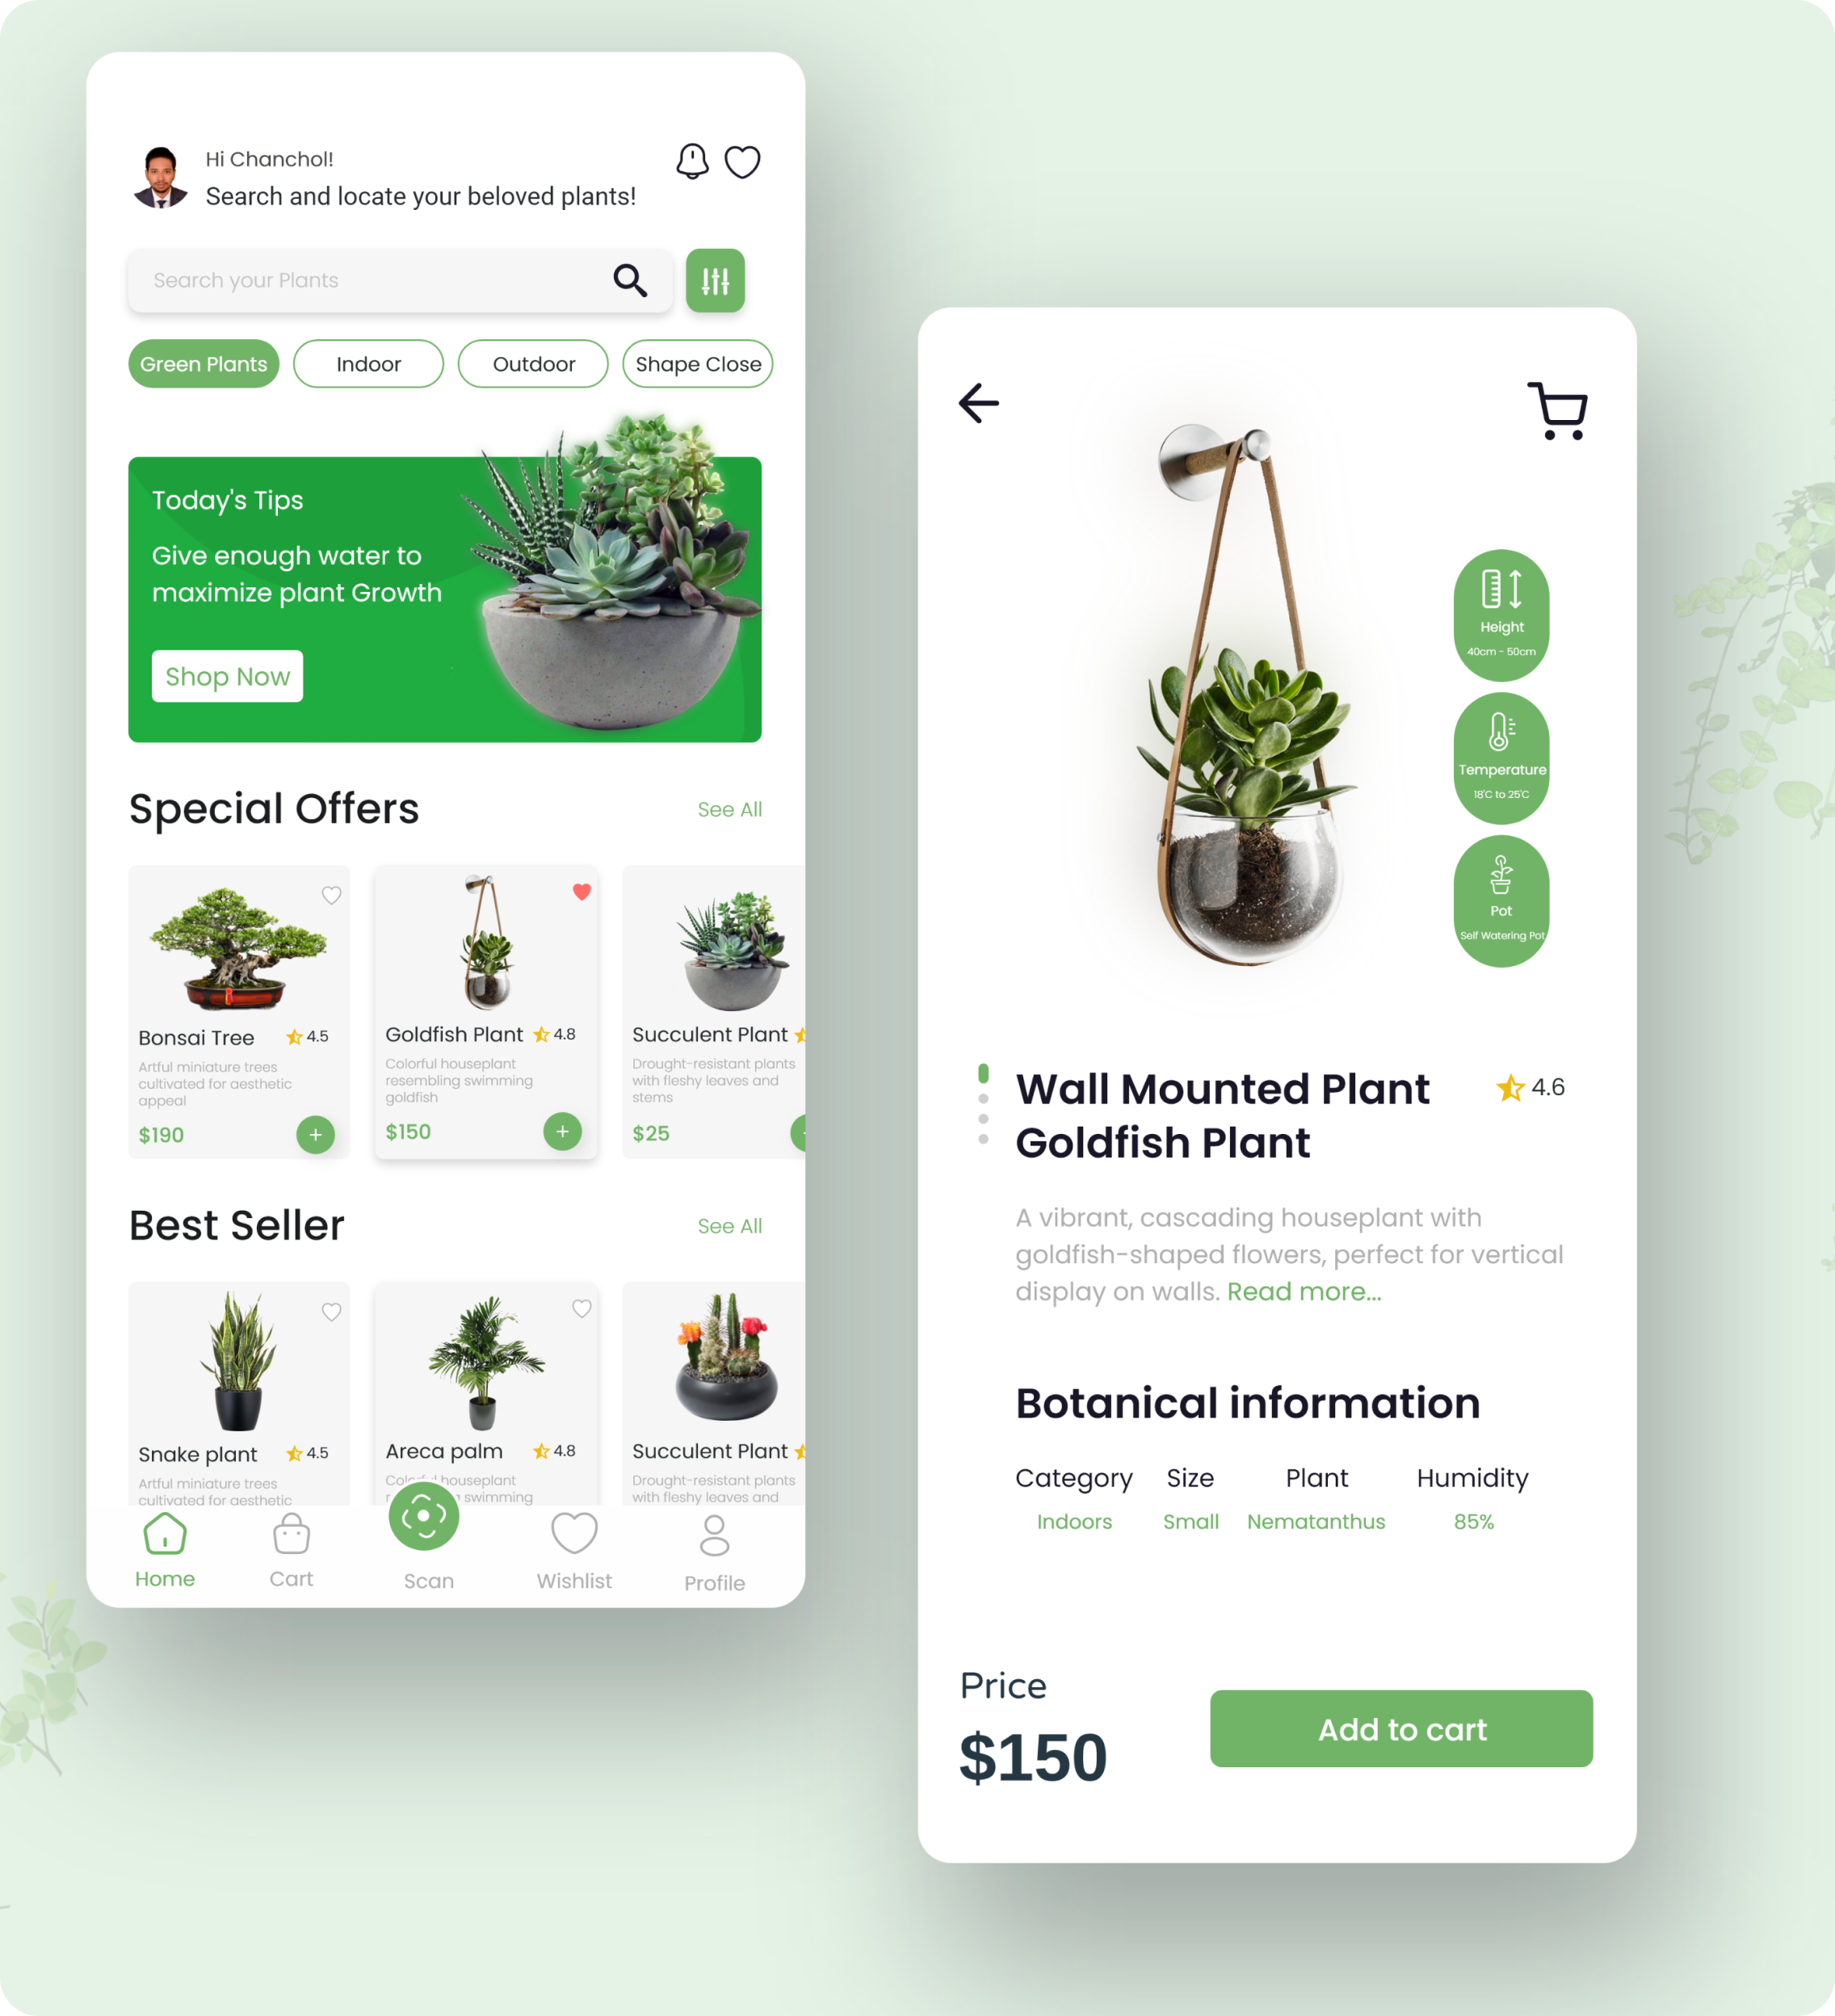 Hi Chanchol!
Search and locate your beloved plants!
Search your Plants
Green Plants
Indoor
Outdoor
Shape Close
Today's Tips
Give enough water to
maximize plant Growth
Shop Now
Special Offers
See All
Bonsai Tree
4.5
Artful miniature trees
cultivated for aesthetic
appeal
$190
+
Goldfish Plant
4.8
Colorful houseplant
resembling swimming
goldfish
$150
+
Succulent Plant
Drought-resistant plants
with fleshy leaves and
stems
$25
Best Seller
See All
Snake plant
4.5
Artful miniature trees
cultivated for aesthetic
Areca palm
4.8
houseplant
swimming
Succulent Plant
Drought-resistant plants
with fleshy leaves and
Home
Cart
Scan
Wishlist
Profile
Height
40cm - 50cm
Temperature
18'C to 25'C
Pot
Self Watering Pot
Wall Mounted Plant
Goldfish Plant
4.6
A vibrant, cascading houseplant with
goldfish-shaped flowers, perfect for vertical
display on walls. Read more...
Botanical information
Category Size Plant Humidity
Indoors Small Nematanthus 85%
Price
$150
Add to cart